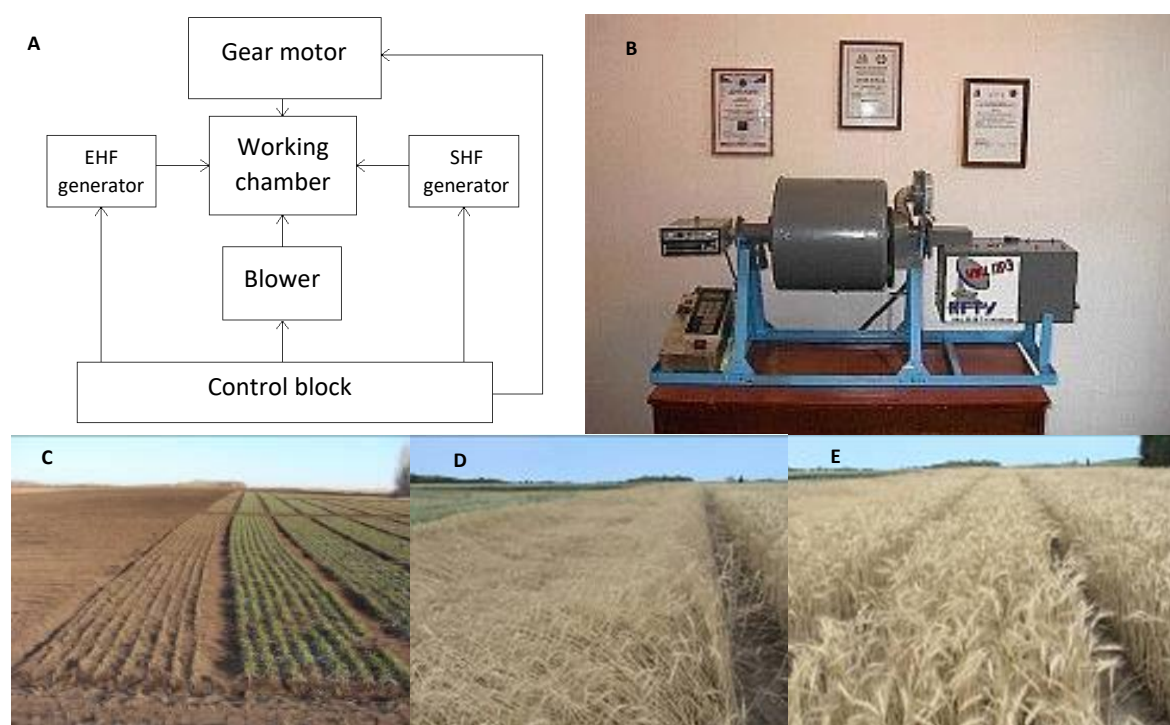 A
Gear motor
EHF
generator
Working
chamber
SHF
generator
Blower
Control block
B
C
D
E